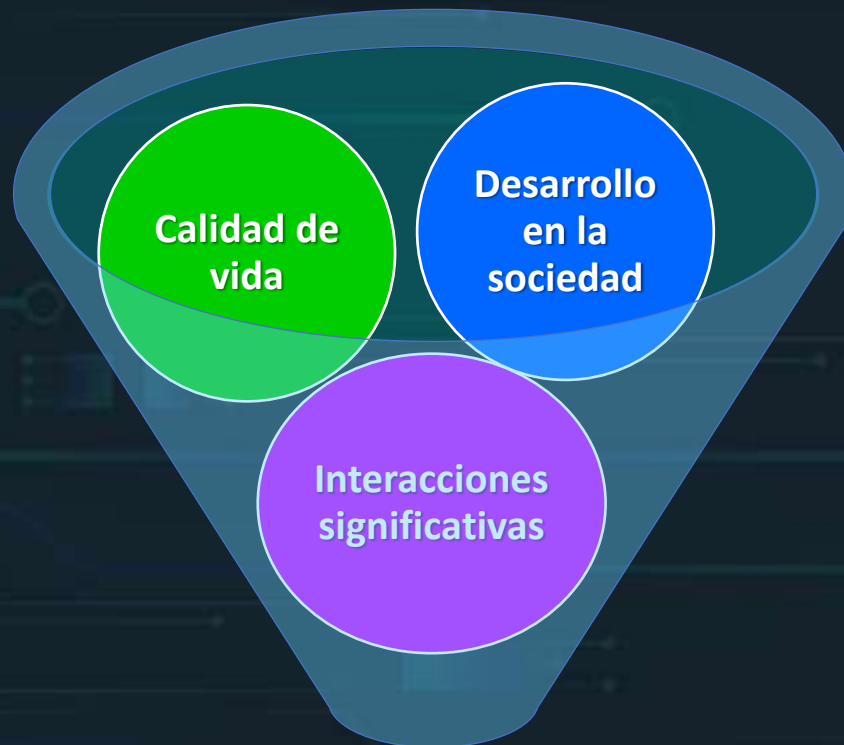 Calidad de
vida
Desarrollo
en la
sociedad
Interacciones
significativas